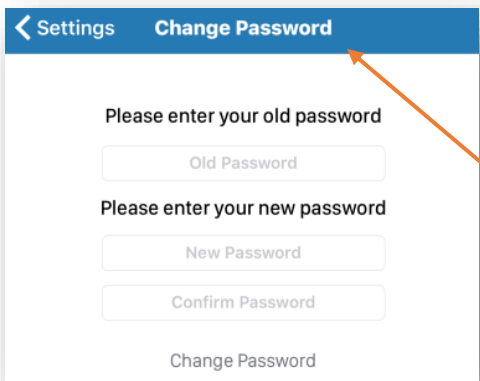 Settings Change Password
Please enter your old password
Old Password
Please enter your new password
New Password
Confirm Password
Change Password